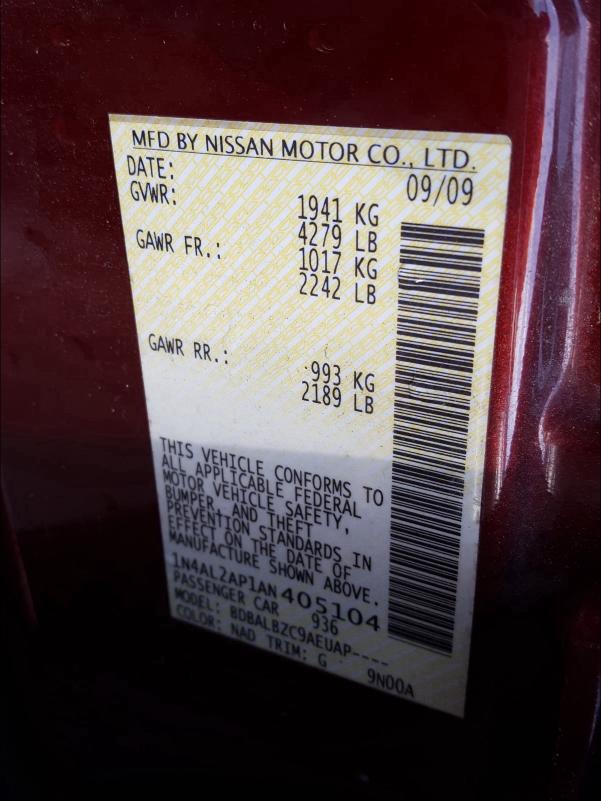 MFD BY NISSAN MOTOR CO., LTD.
DATE: 09/09
GVWR: 1941 KG
4279 LB
GAWR FR.: 1017 KG
2242 LB
GAWR RR.: 993 KG
2189 LB
THIS VEHICLE CONFORMS TO
ALL APPLICABLE FEDERAL
MOTOR VEHICLE SAFETY,
BUMPER, AND THEFT
PREVENTION STANDARDS IN
EFFECT ON THE DATE OF
MANUFACTURE SHOWN ABOVE.
1N4AL2AP1AN405104
PASSENGER CAR 936
MODEL: BDBALBZC9AEUAP----
COLOR: NAD TRIM: G 9N00A